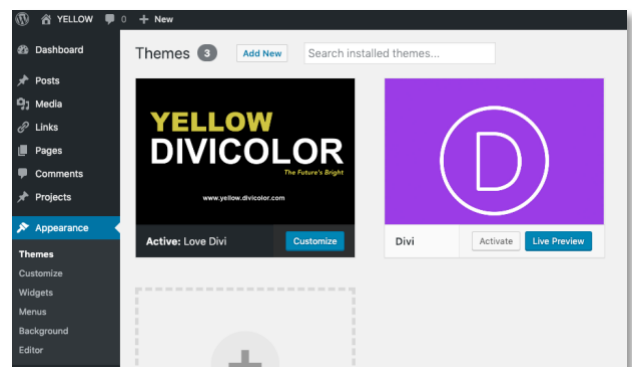 YELLOW 0 + New
Dashboard
Posts
Media
Links
Pages
Comments
Projects
Appearance
Themes
Customize
Widgets
Menus
Background
Editor
Themes 3 Add New Search installed themes...
YELLOW
DIVICOLOR
The Future's Bright
www.yellow.divicolor.com
Active: Love Divi Customize
D
Divi Activate Live Preview